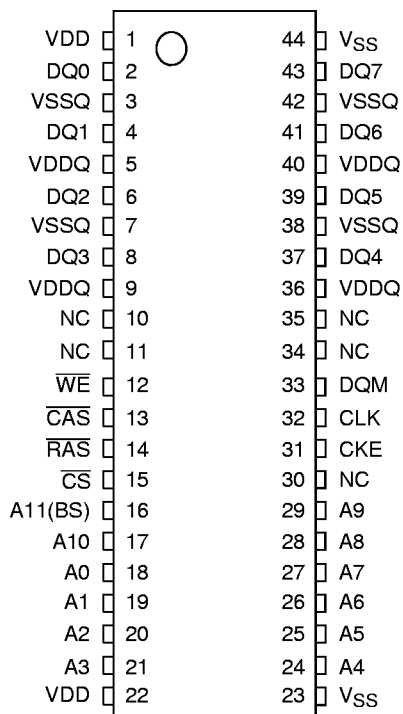 VDD 1 44 VSS
DQ0 2 43 DQ7
VSSQ 3 42 VSSQ
DQ1 4 41 DQ6
VDDQ 5 40 VDDQ
DQ2 6 39 DQ5
VSSQ 7 38 VSSQ
DQ3 8 37 DQ4
VDDQ 9 36 VDDQ
NC 10 35 NC
NC 11 34 NC
W̅E̅ 12 33 DQM
C̅A̅S̅ 13 32 CLK
R̅A̅S̅ 14 31 CKE
C̅S̅ 15 30 NC
A11(BS) 16 29 A9
A10 17 28 A8
A0 18 27 A7
A1 19 26 A6
A2 20 25 A5
A3 21 24 A4
VDD 22 23 VSS